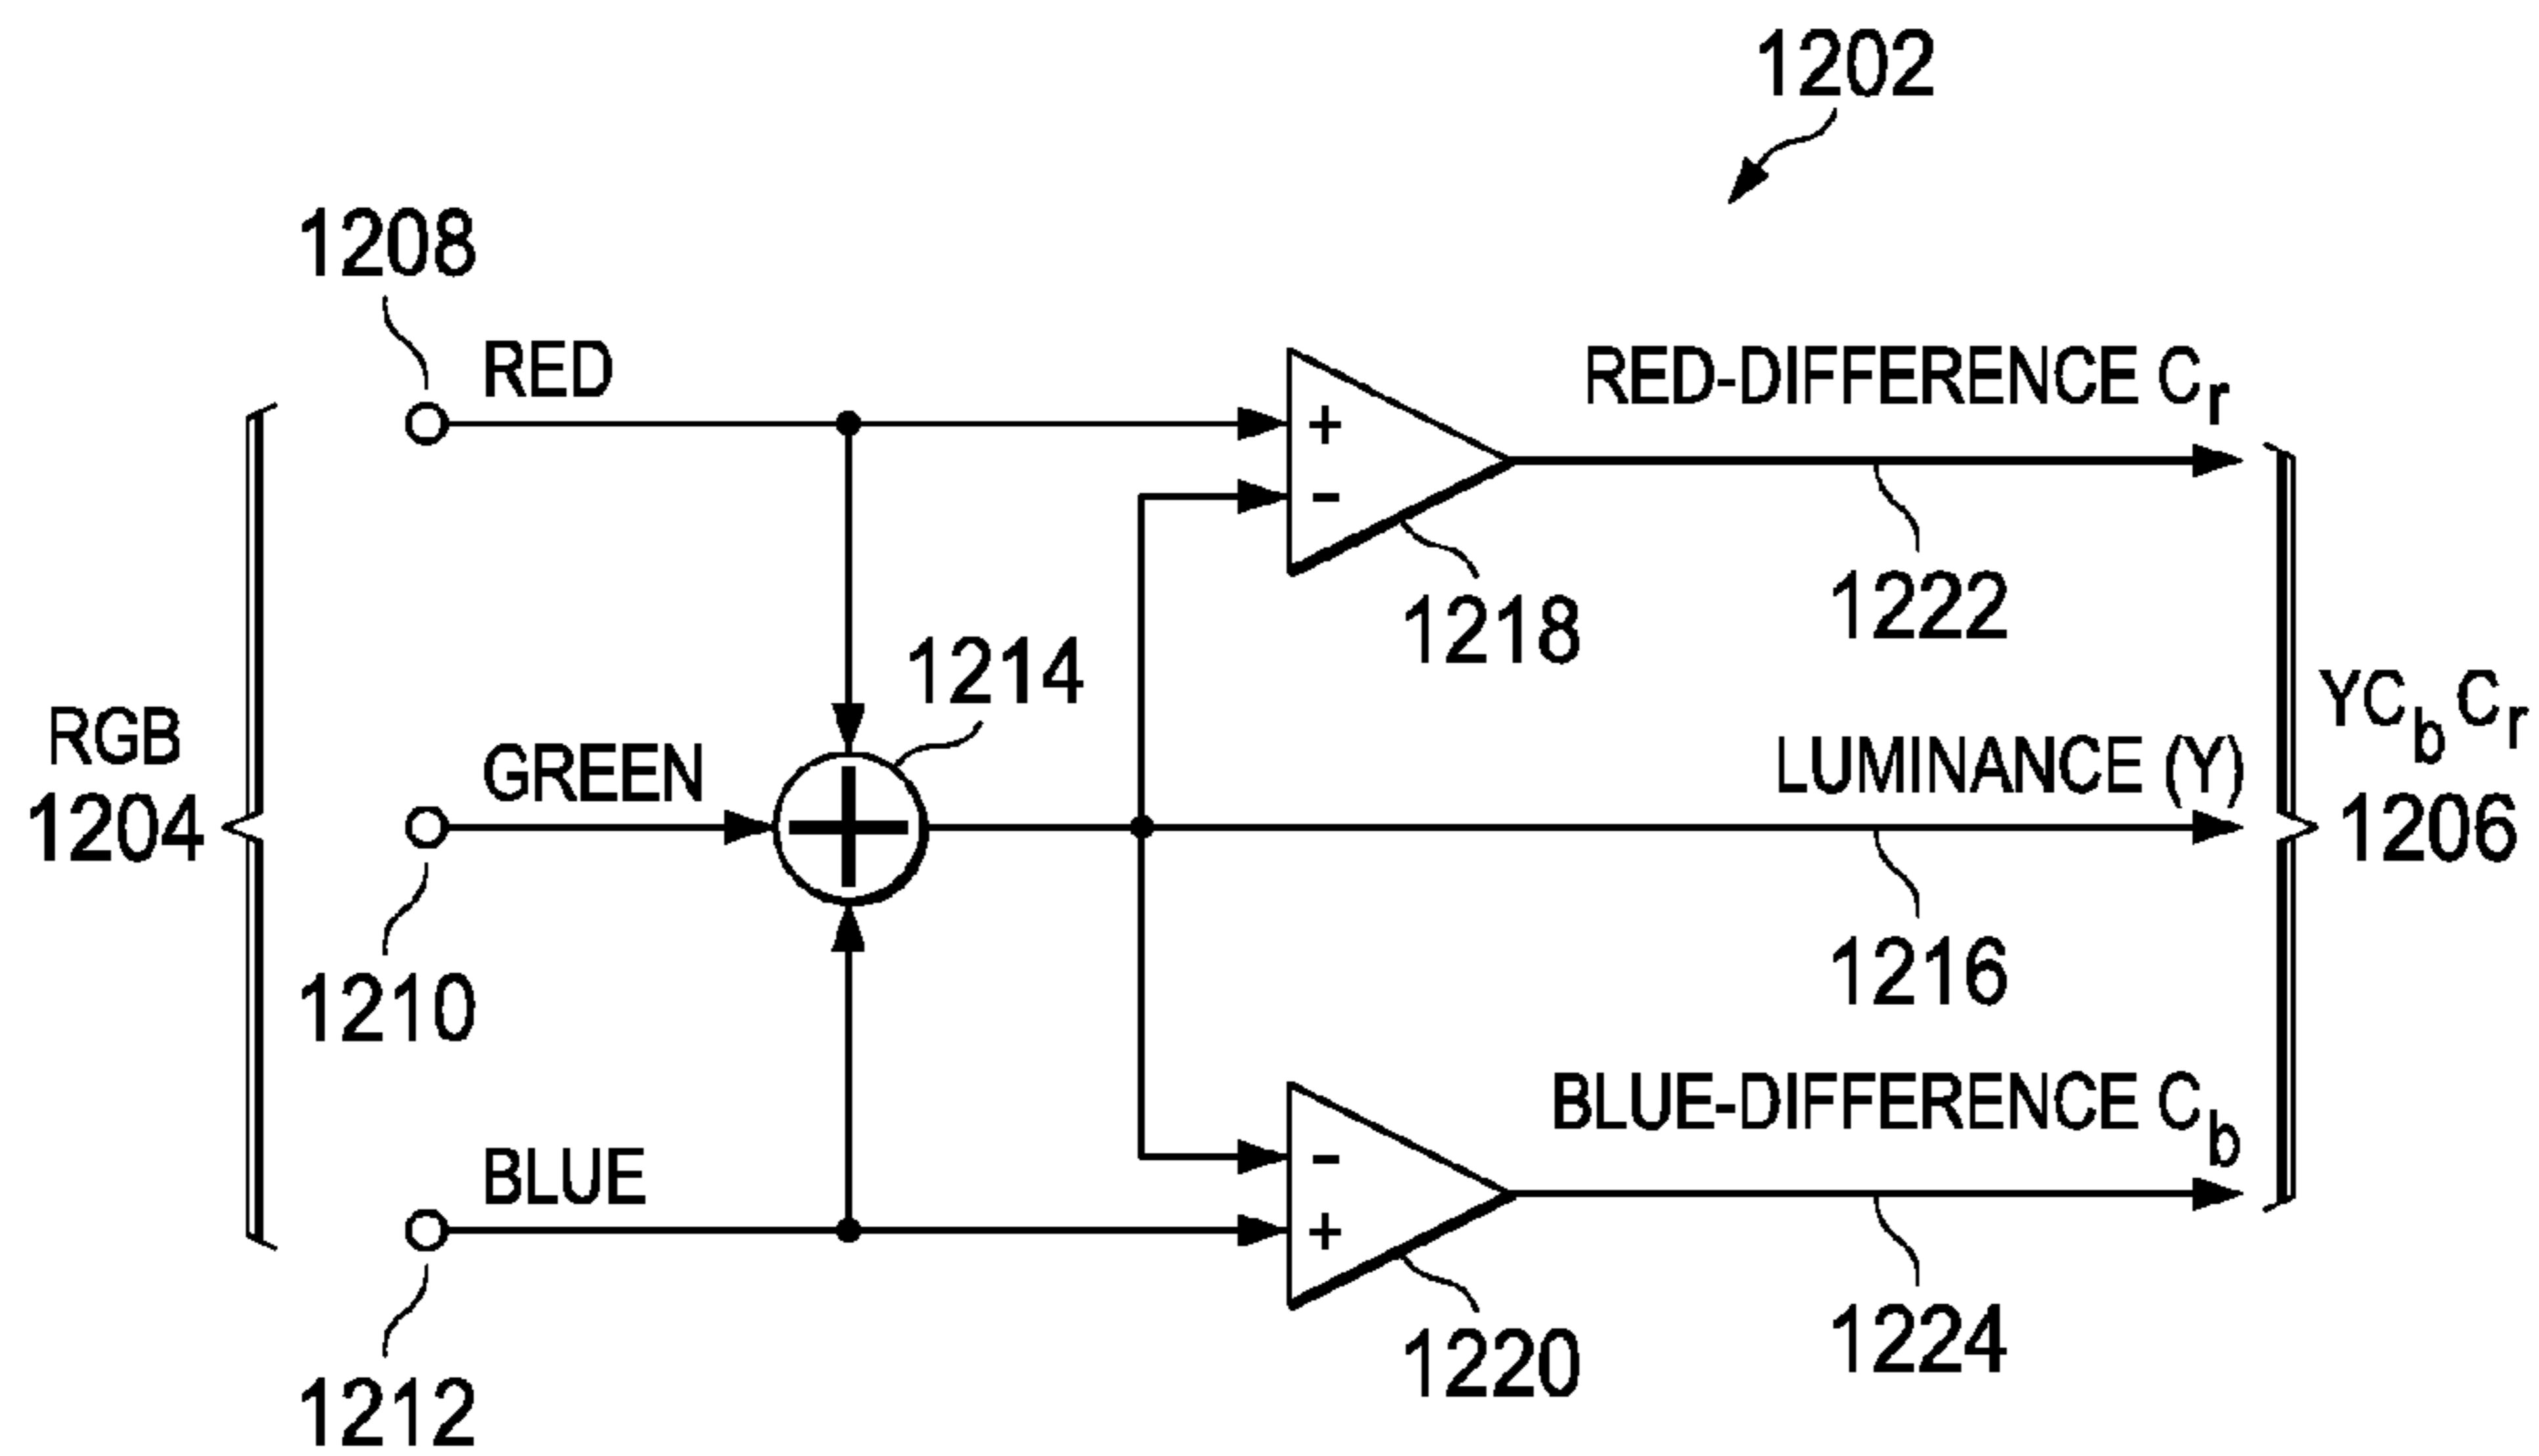 1202
1208
RED
RED-DIFFERENCE Cr
+
-
1222
1218
1214
RGB
1204
GREEN
LUMINANCE (Y)
YCbCr
1206
1210
1216
BLUE-DIFFERENCE Cb
BLUE
-
+
1224
1220
1212